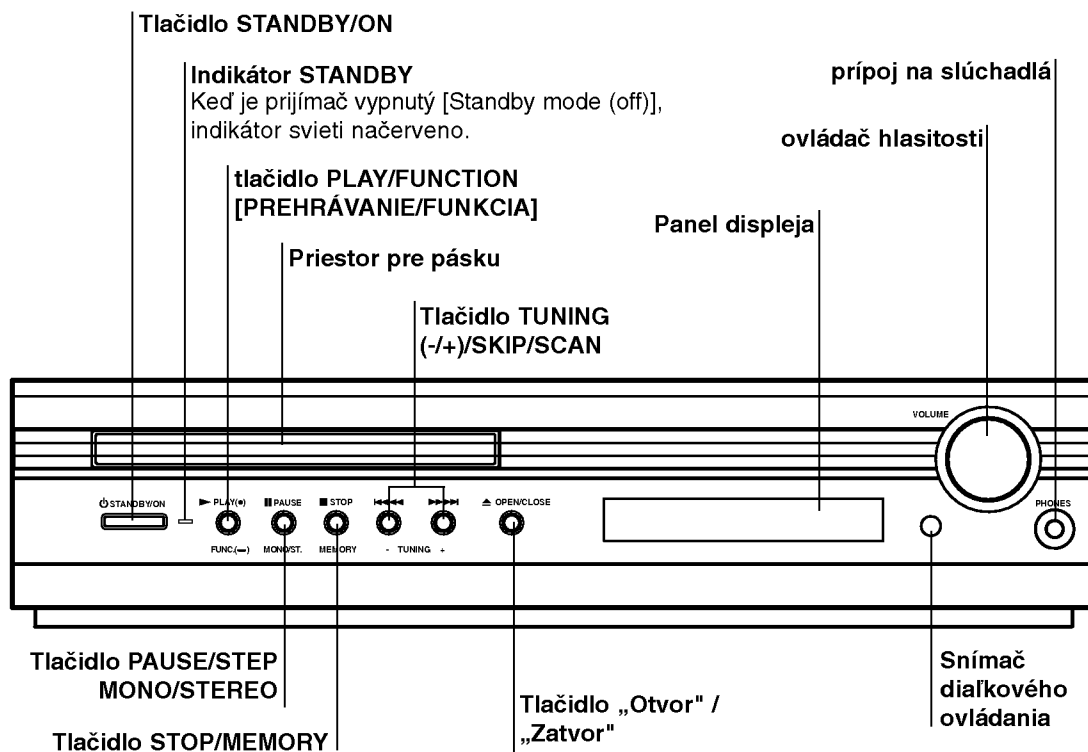 Tlačidlo STANDBY/ON
Indikátor STANDBY
Keď je prijímač vypnutý [Standby mode (off)],
indikátor svieti načerveno.
prípoj na slúchadlá
ovládač hlasitosti
tlačidlo PLAY/FUNCTION
[PREHRÁVANIE/FUNKCIA]
Panel displeja
Priestor pre pásku
Tlačidlo TUNING
(-/+)/SKIP/SCAN
VOLUME
STANDBY/ON
PLAY
PAUSE
STOP
OPEN/CLOSE
PHONES
FUNC.
MONO/ST.
MEMORY
- TUNING +
Tlačidlo PAUSE/STEP
MONO/STEREO
Tlačidlo STOP/MEMORY
Tlačidlo „Otvor" /
„Zatvor"
Snímač
diaľkového
ovládania